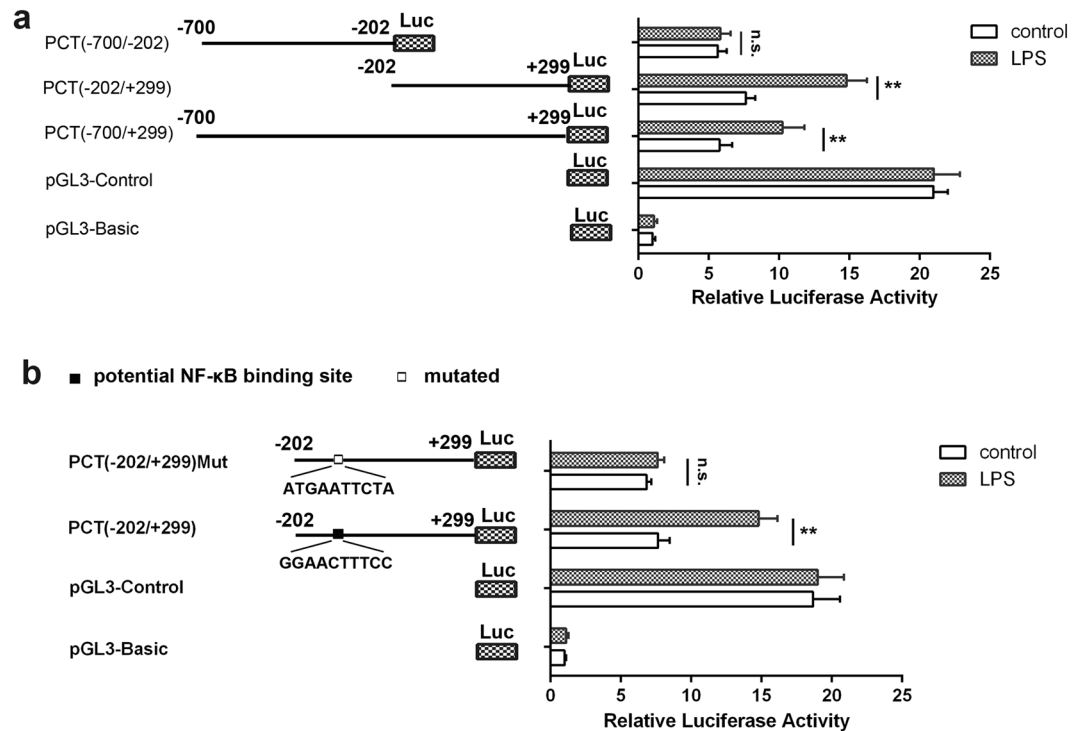 a
-700 -202 Luc
PCT(-700/-202)
n.s.
control
LPS
-202 +299 Luc
PCT(-202/+299)
**
-700 +299 Luc
PCT(-700/+299)
**
Luc
pGL3-Control
Luc
pGL3-Basic
0 5 10 15 20 25
Relative Luciferase Activity
b
potential NF-κB binding site mutated
-202 +299 Luc
PCT(-202/+299)Mut
ATGAATTCTA
n.s.
control
LPS
-202 +299 Luc
PCT(-202/+299)
GGAACTTTCC
**
Luc
pGL3-Control
Luc
pGL3-Basic
0 5 10 15 20 25
Relative Luciferase Activity